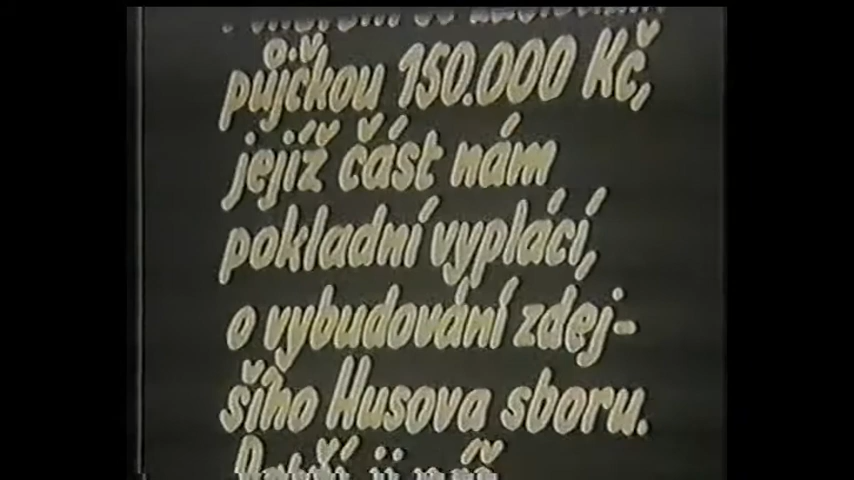 půjčkou 150.000 Kč,
jejíž část nám
pokladní vyplácí,
o vybudování zdej-
šího Husova sboru.